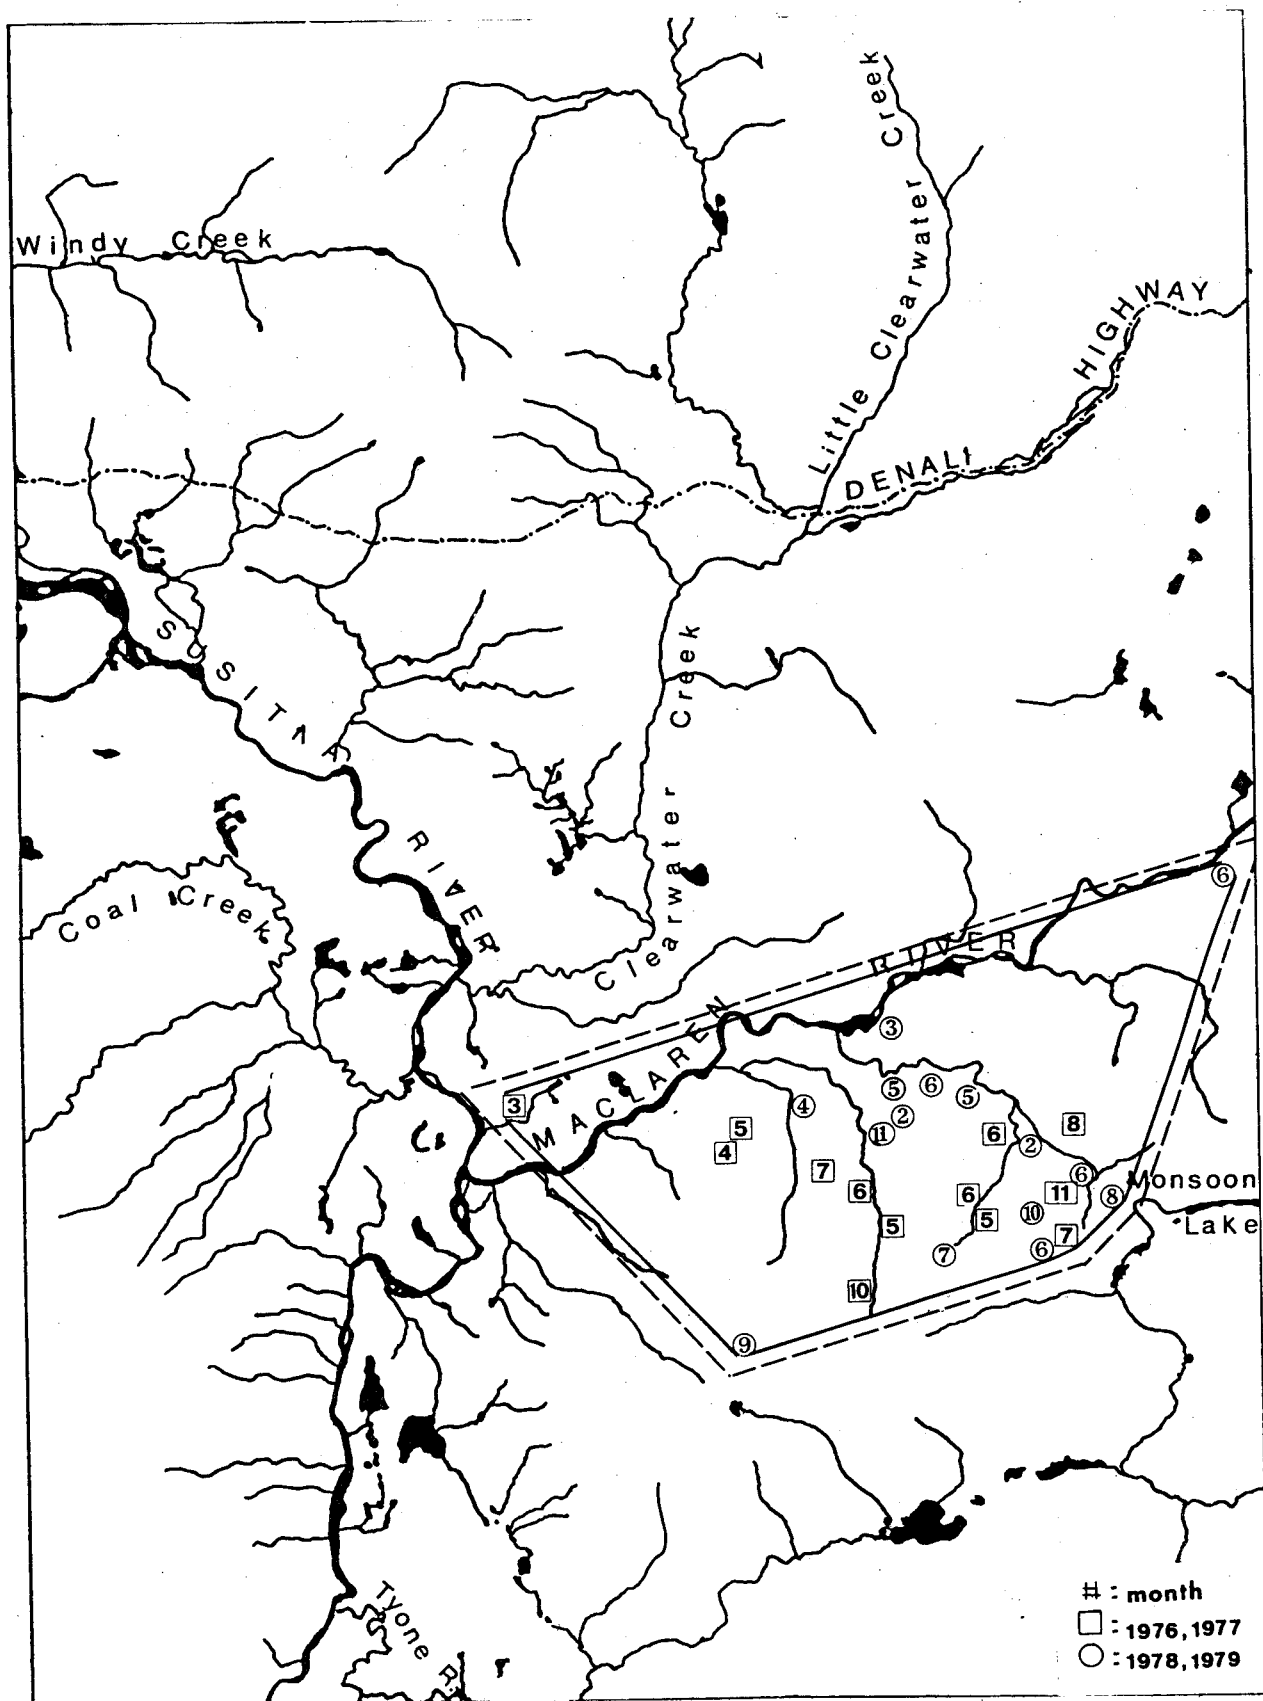 Windy Creek
Little Clearwater Creek
DENALI HIGHWAY
SUSITNA RIVER
Clearwater Creek
Coal Creek
MACLAREN RIVER
6
3
5
6
5
3
4
2
11
5
4
6
2
8
7
6
6
11
6
8
10
5
5
7
7
6
10
9
Monsoon
Lake
Tyone R.
# : month
□ : 1976, 1977
○ : 1978, 1979